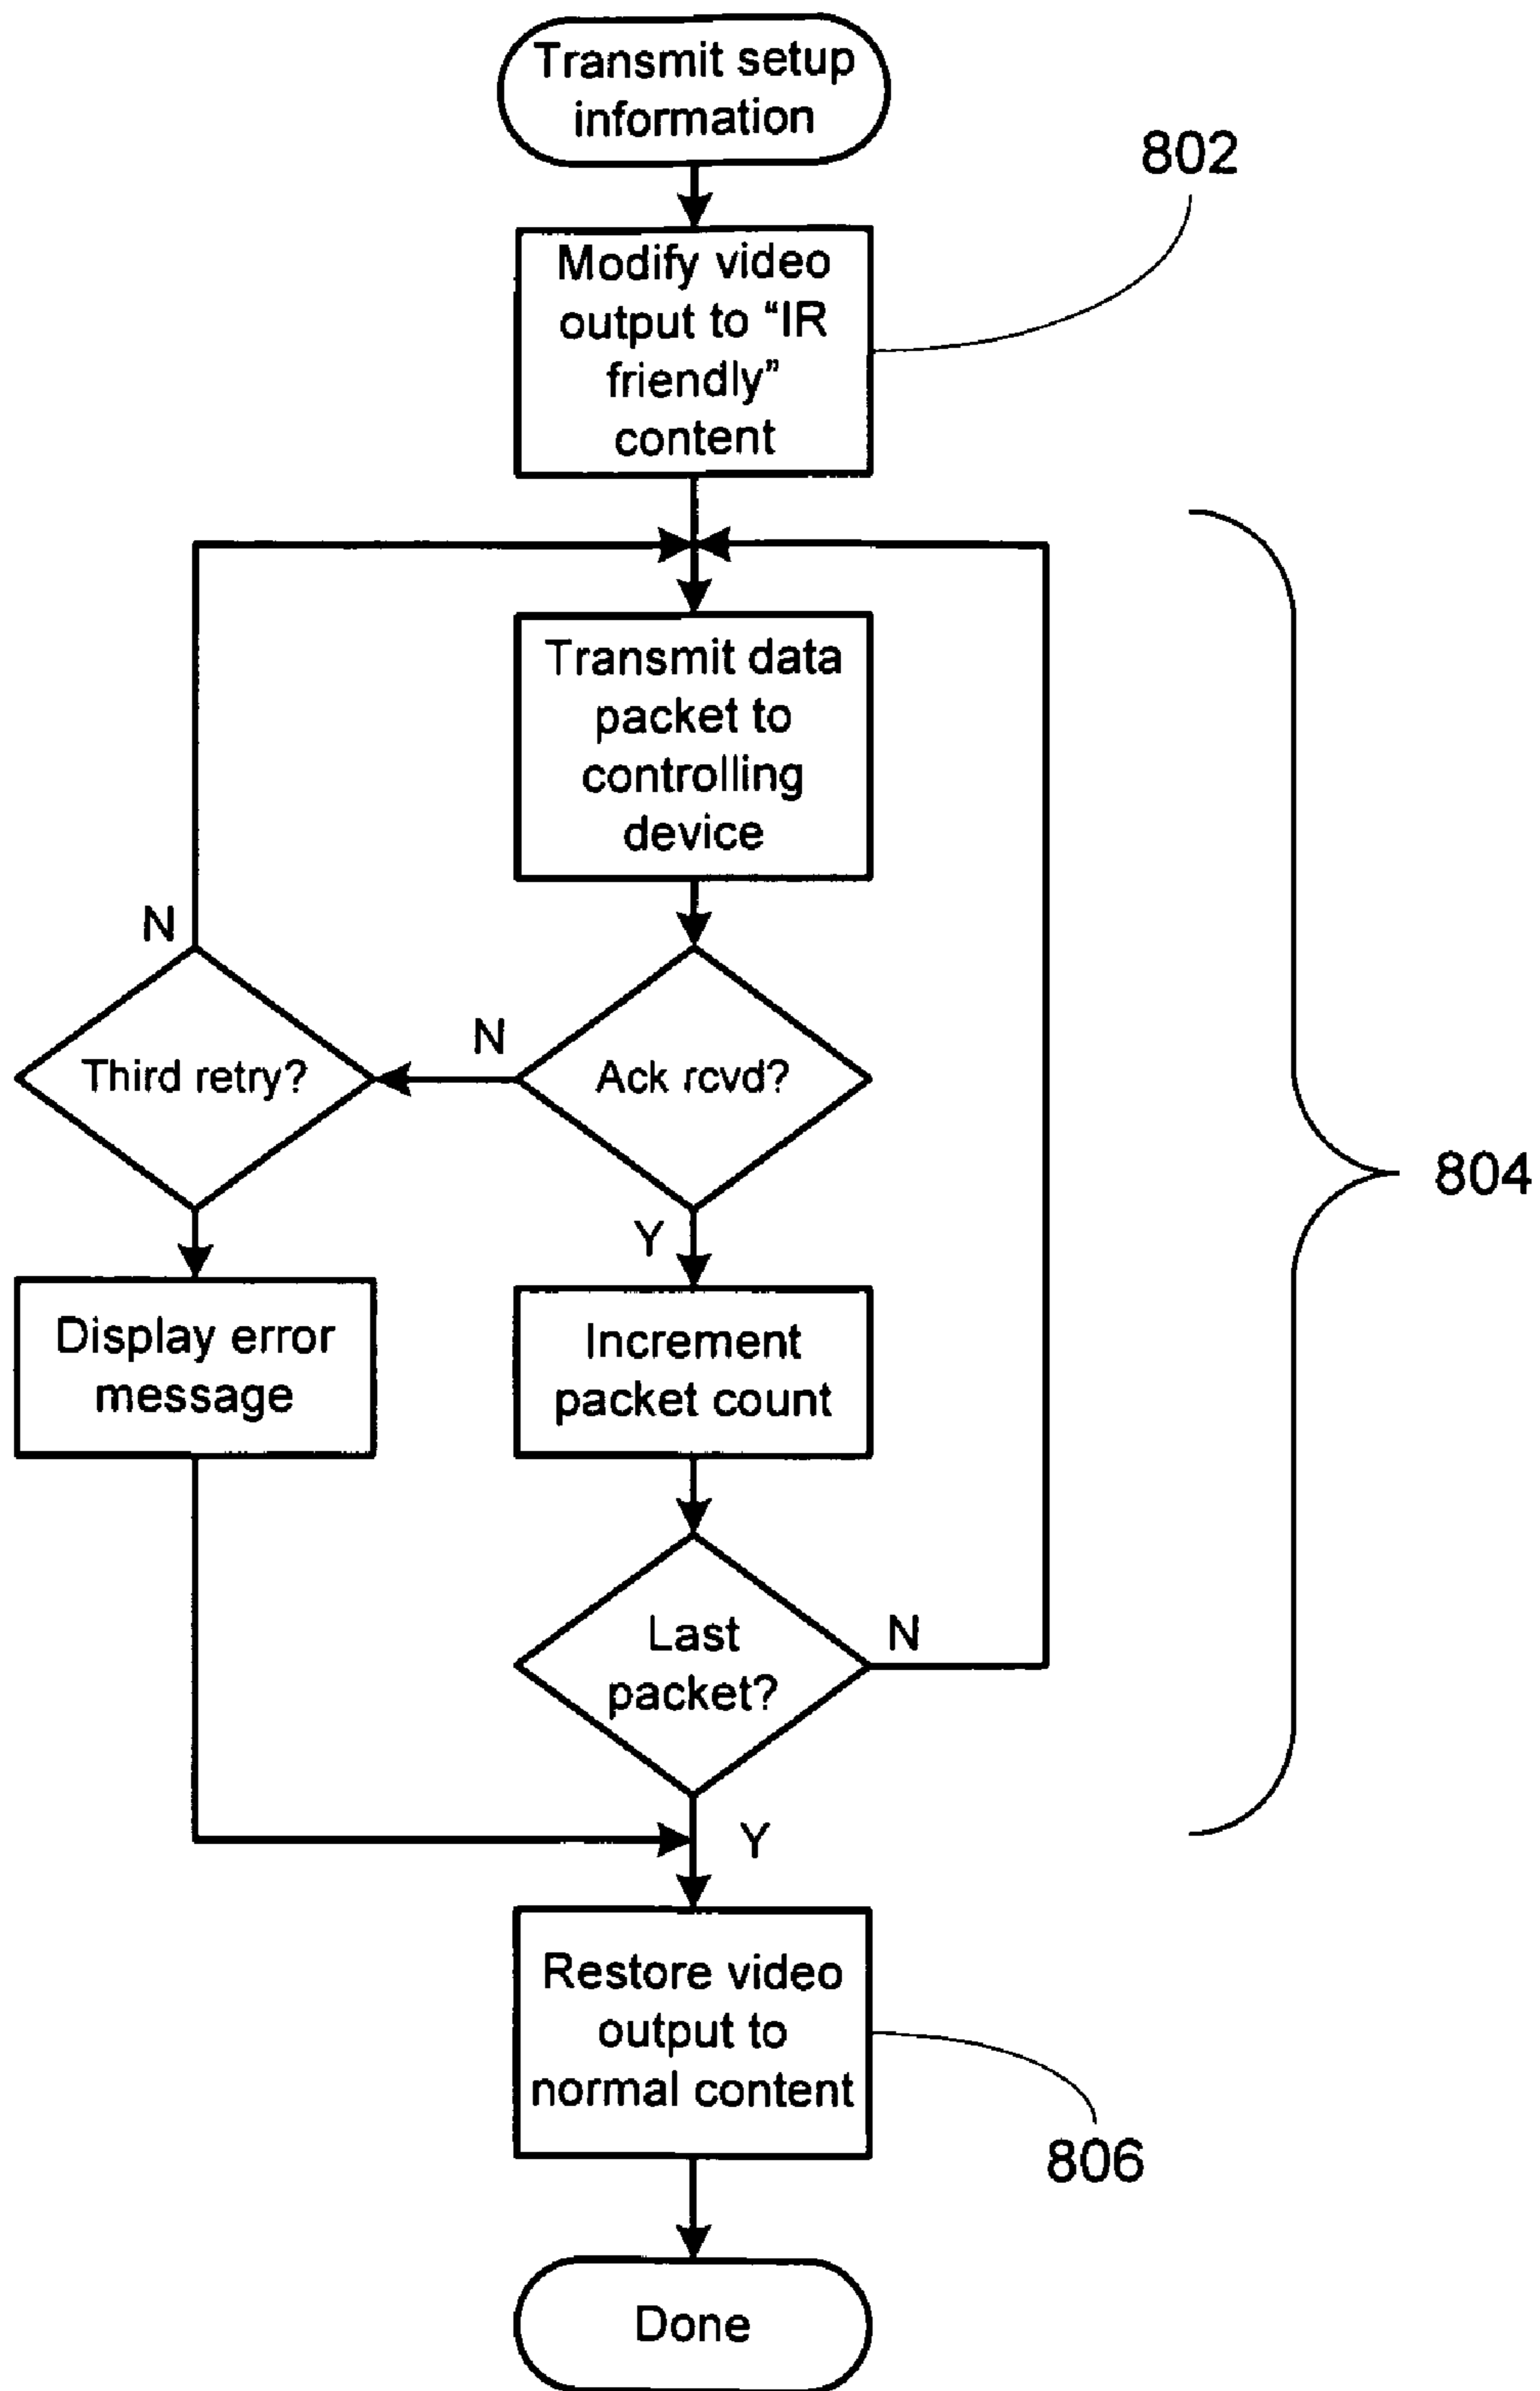 Transmit setup
information
802
Modify video
output to “IR
friendly”
content
Transmit data
packet to
controlling
device
N
Third retry?
N
Ack rcvd?
804
Y
Display error
message
Increment
packet count
Last
packet?
N
Y
Restore video
output to
normal content
806
Done